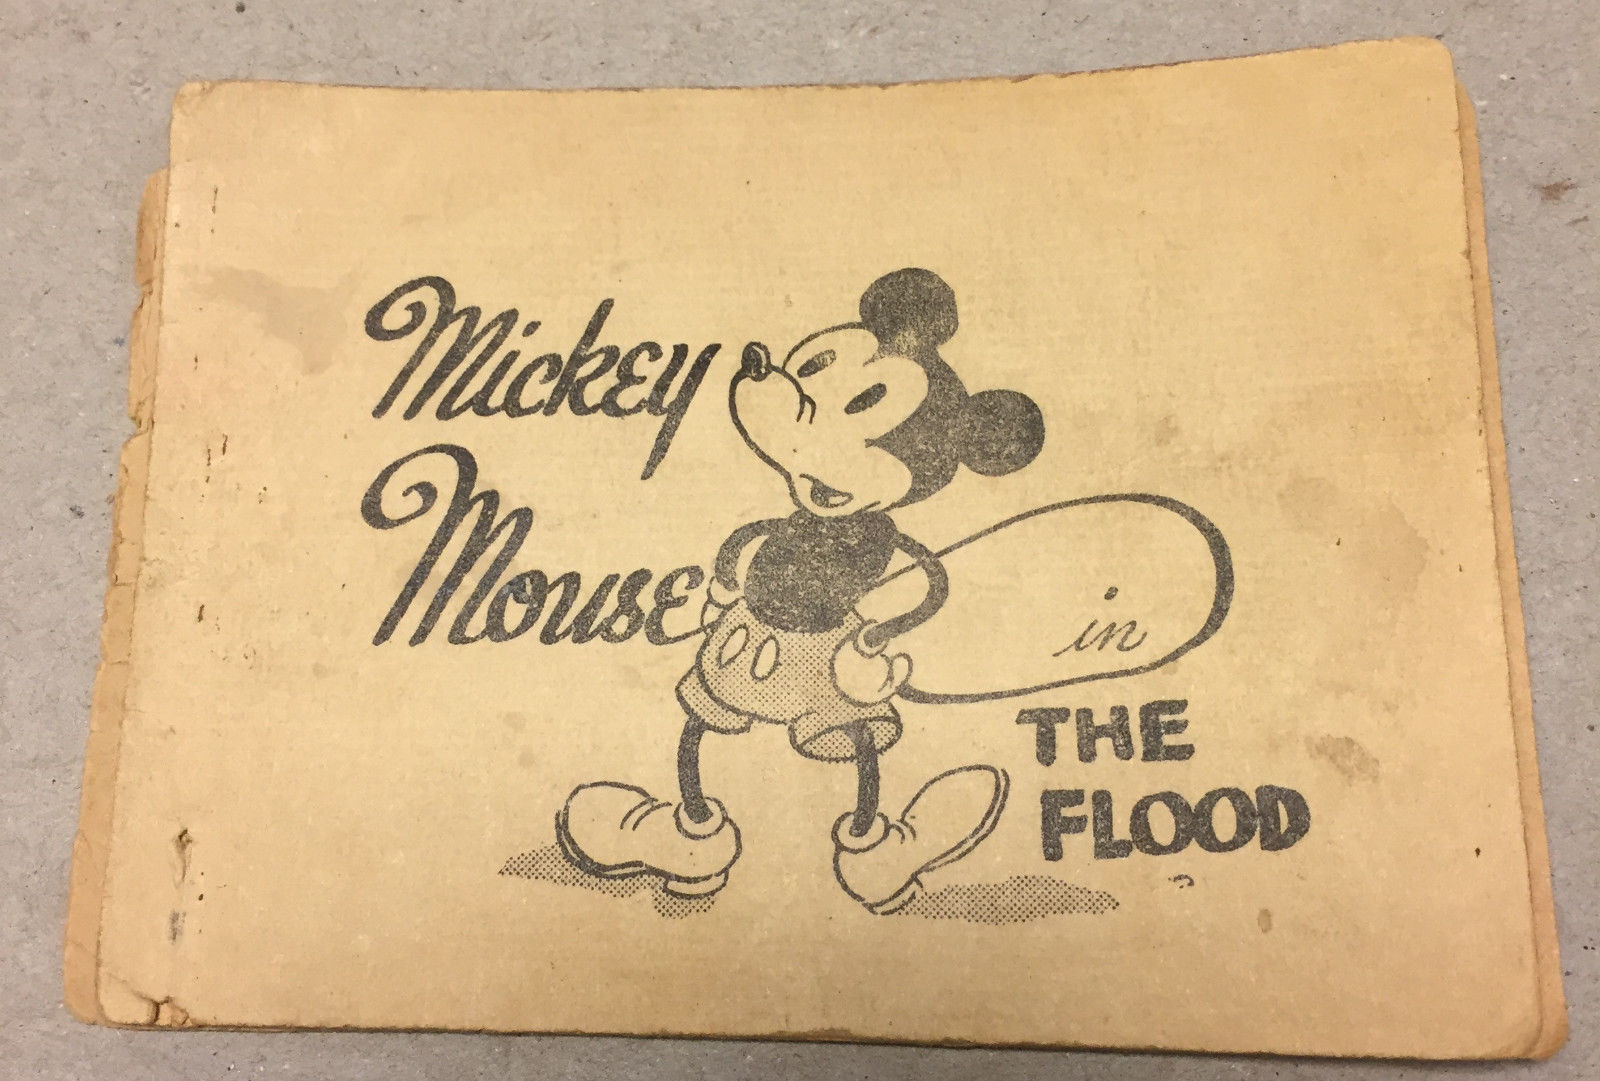 Mickey
Mouse
in
THE
FLOOD